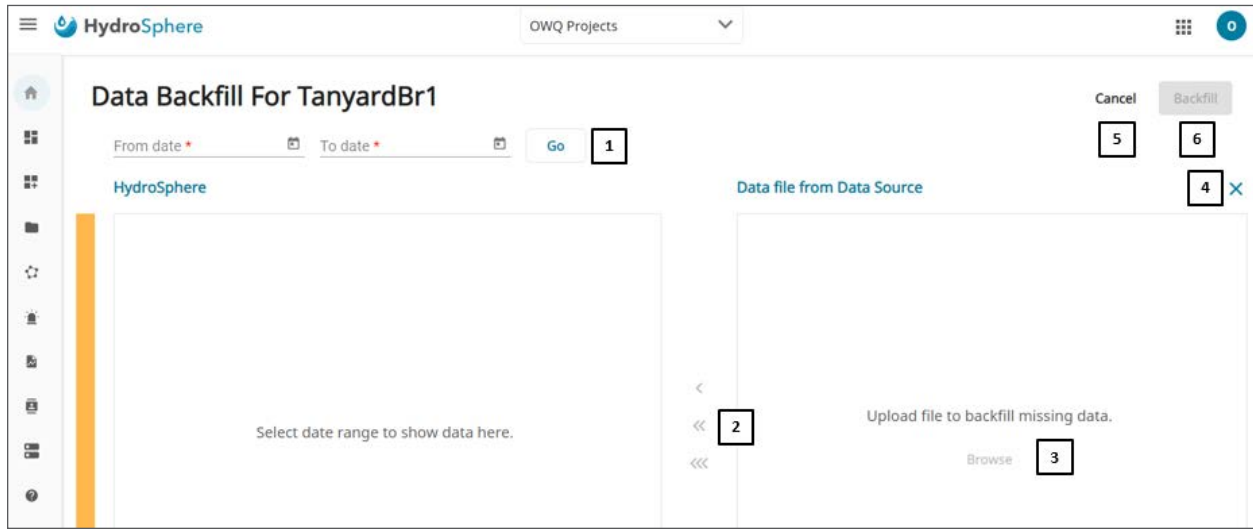 HydroSphere
OWQ Projects
O
Data Backfill For TanyardBr1
Cancel
Backfill
From date *
To date *
Go
1
5
6
HydroSphere
Data file from Data Source
4
Select date range to show data here.
2
Upload file to backfill missing data.
Browse
3